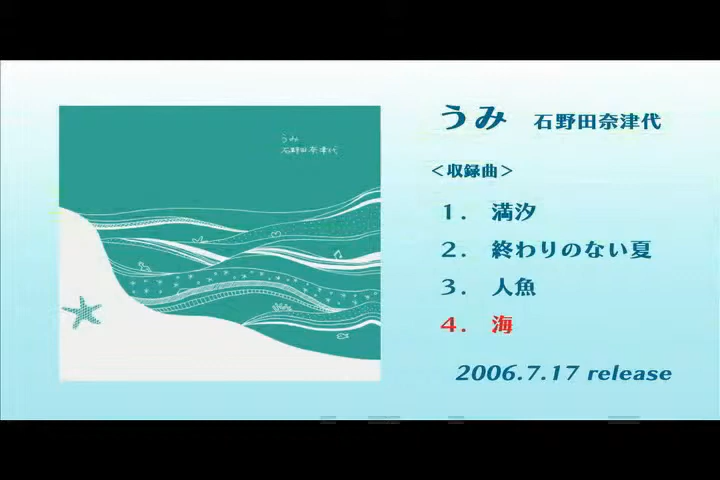 うみ
石野田奈津代
うみ 石野田奈津代
＜収録曲＞
1. 満汐
2. 終わりのない夏
3. 人魚
4. 海
2006.7.17 release